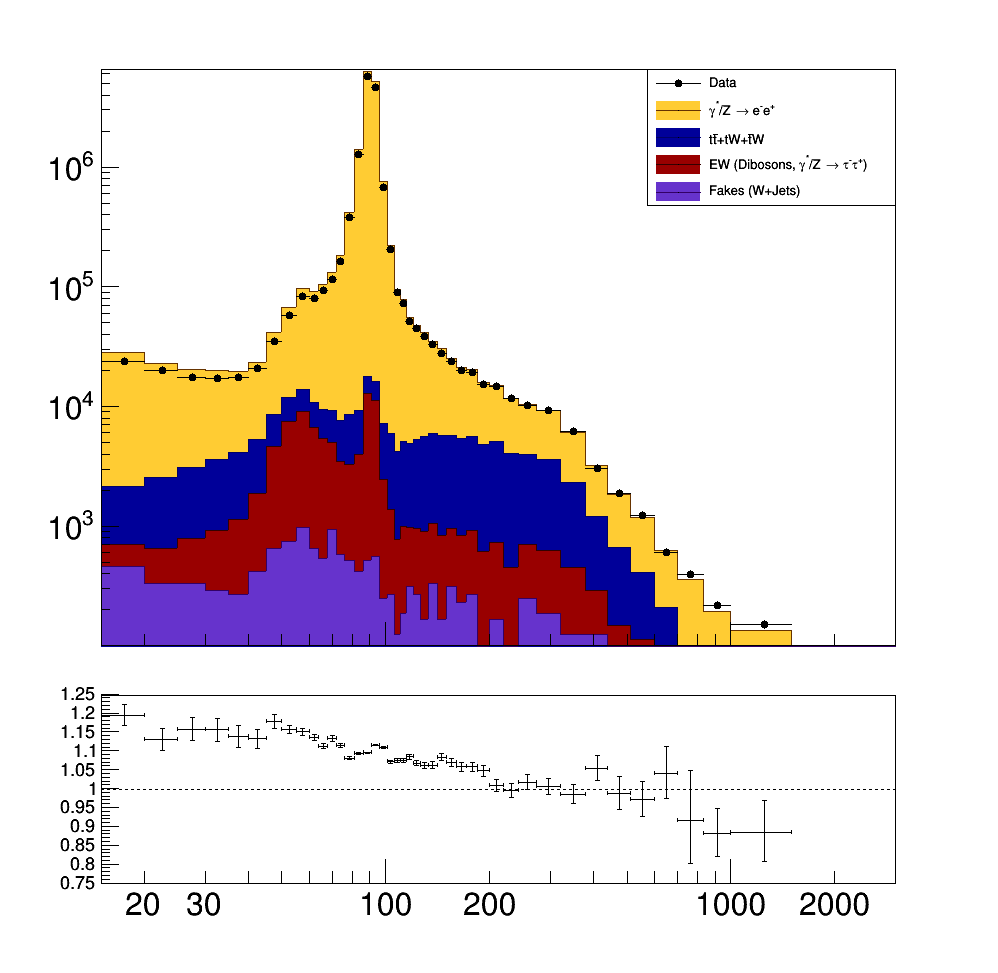 Data
γ*/Z → e⁻e⁺
tt̄+tW+t̄W
EW (Dibosons, γ*/Z → τ⁻τ⁺)
Fakes (W+Jets)
10⁶
10⁵
10⁴
10³
1.25
1.2
1.15
1.1
1.05
1
0.95
0.9
0.85
0.8
0.75
20 30 100 200 1000 2000